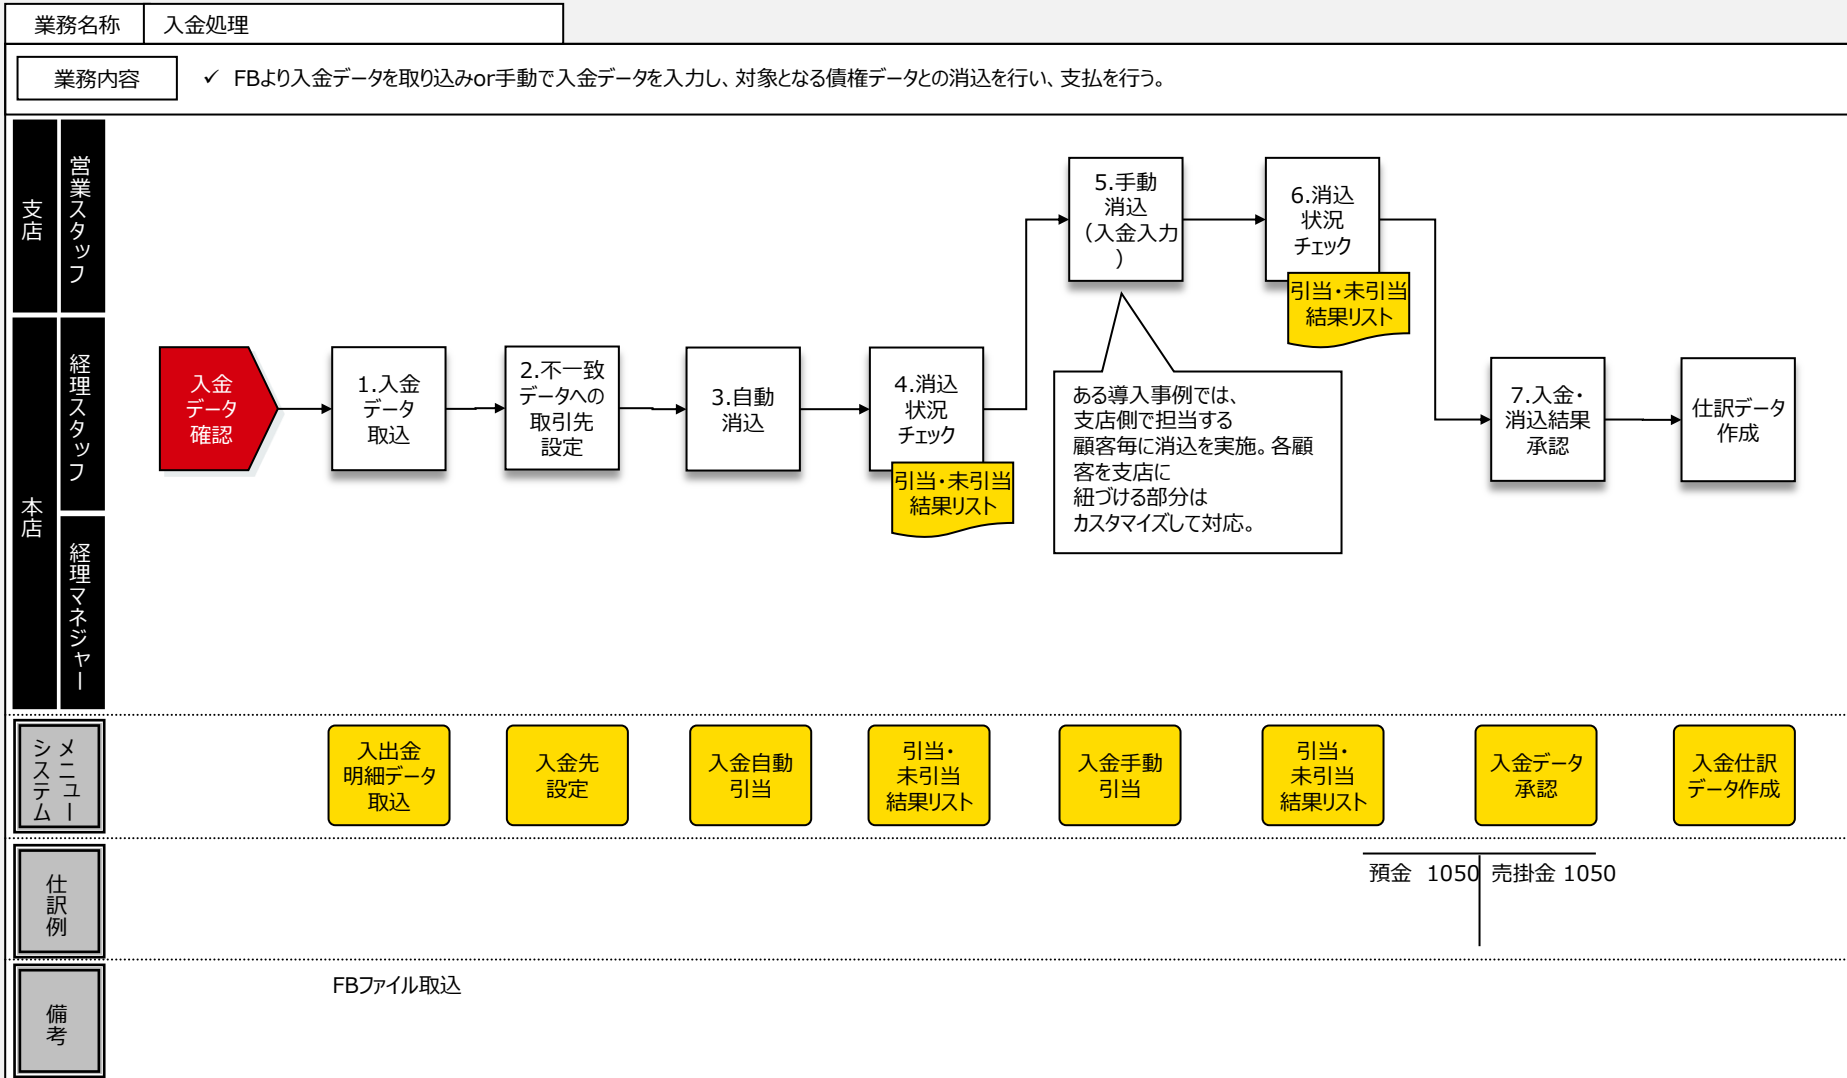 業務名称
入金処理
業務内容
✓ FBより入金データを取り込みor手動で入金データを入力し、対象となる債権データとの消込を行い、支払を行う。
支店
営業スタッフ
本店
経理スタッフ
経理マネジャー
入金
データ
確認
1.入金
データ
取込
2.不一致
データへの
取引先
設定
3.自動
消込
4.消込
状況
チェック
引当・未引当
結果リスト
5.手動
消込
（入金入力
）
6.消込
状況
チェック
引当・未引当
結果リスト
ある導入事例では、
支店側で担当する
顧客毎に消込を実施。各顧
客を支店に
紐づける部分は
カスタマイズして対応。
7.入金・
消込結果
承認
仕訳データ
作成
メニュー
システム
入出金
明細データ
取込
入金先
設定
入金自動
引当
引当・
未引当
結果リスト
入金手動
引当
引当・
未引当
結果リスト
入金データ
承認
入金仕訳
データ作成
仕訳例
預金 1050 売掛金 1050
備考
FBファイル取込